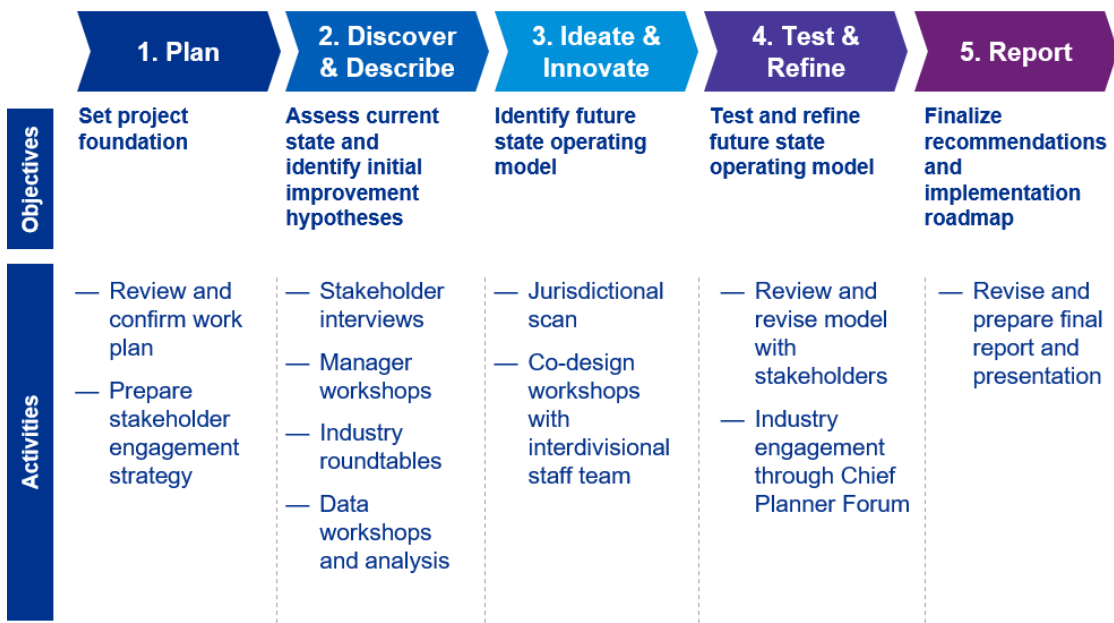 1. Plan
2. Discover
& Describe
3. Ideate &
Innovate
4. Test &
Refine
5. Report
Objectives
Set project
foundation
Assess current
state and
identify initial
improvement
hypotheses
Identify future
state operating
model
Test and refine
future state
operating model
Finalize
recommendations
and
implementation
roadmap
Activities
— Review and
confirm work
plan
— Prepare
stakeholder
engagement
strategy
— Stakeholder
interviews
— Manager
workshops
— Industry
roundtables
— Data
workshops
and analysis
— Jurisdictional
scan
— Co-design
workshops
with
interdivisional
staff team
— Review and
revise model
with
stakeholders
— Industry
engagement
through Chief
Planner Forum
— Revise and
prepare final
report and
presentation